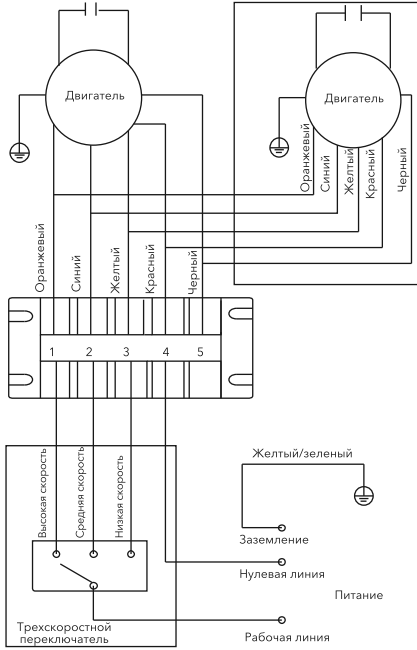 Двигатель
Двигатель
Оранжевый
Синий
Желтый
Красный
Черный
Оранжевый
Синий
Желтый
Красный
Черный
1 2 3 4 5
Высокая скорость
Средняя скорость
Низкая скорость
Желтый/зеленый
Заземление
Нулевая линия
Питание
Трехскоростной
переключатель
Рабочая линия